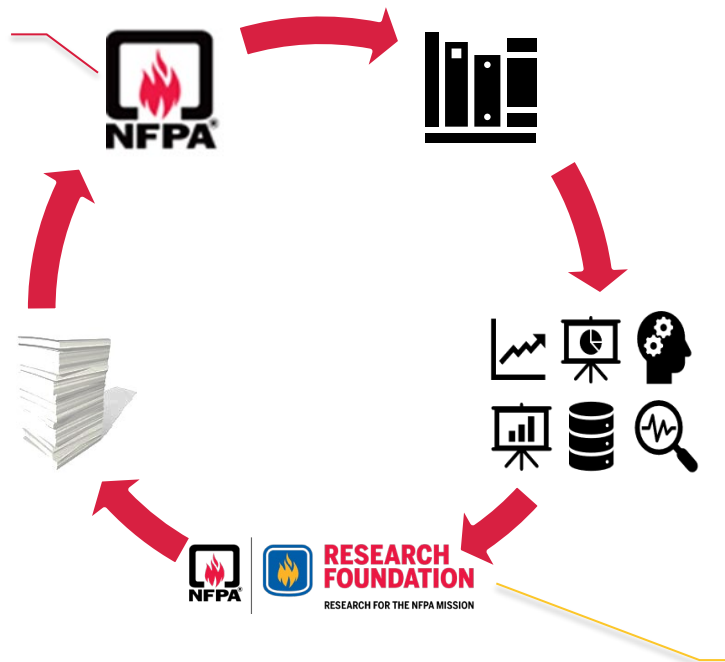 NFPA®
NFPA®
RESEARCH
FOUNDATION
RESEARCH FOR THE NFPA MISSION